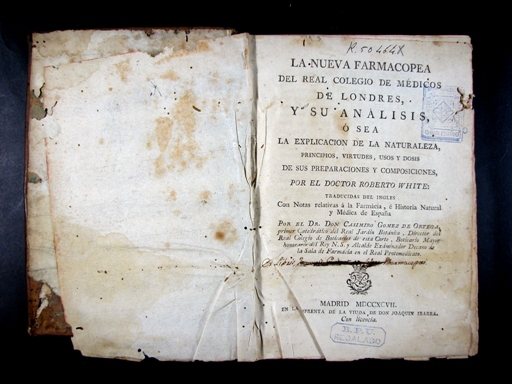 R. 50464X
LA NUEVA FARMACOPEA
DEL REAL COLEGIO DE MÉDICOS
DE LONDRES,
Y SU ANÁLISIS,
Ó SEA
LA EXPLICACION DE LA NATURALEZA,
PRINCIPIOS, VIRTUDES, USOS Y DOSIS
DE SUS PREPARACIONES Y COMPOSICIONES,
POR EL DOCTOR ROBERTO WHITE:
TRADUCIDAS DEL INGLES
Con Notas relativas á la Farmacia, é Historia Natural
y Médica de España
POR EL DR. DON CASIMIRO GOMEZ DE ORTEGA,
primer Catedrático del Real Jardin Botanico, Director del
Real Colegio de Boticarios de esta Corte, Boticario Mayor
honorario del Rey N. S. y Alcalde Exâminador Decano de
la Sala de Farmacia en el Real Protomedicato.
MADRID MDCCXCVII.
EN LA IMPRENTA DE LA VIUDA DE DON JOAQUIN IBARRA.
Con licencia.
REGALADO